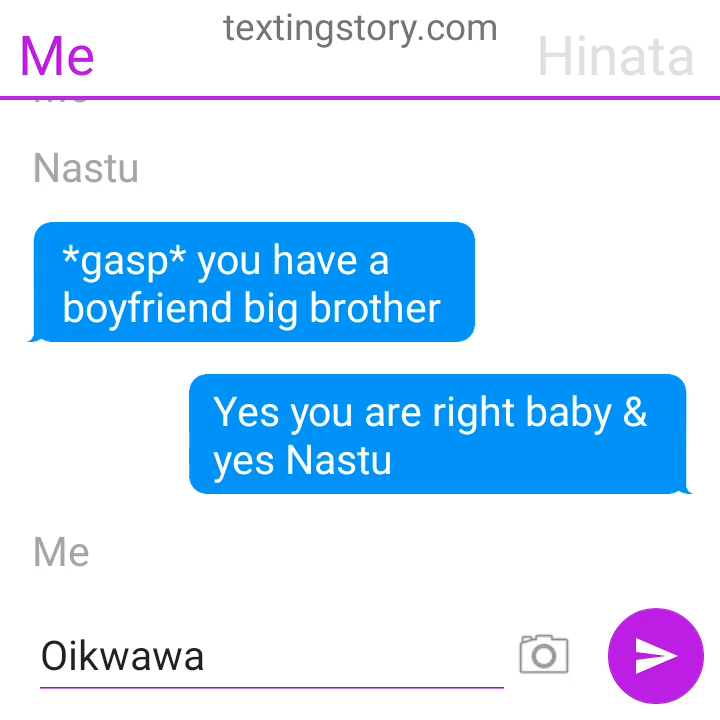 textingstory.com
Me Hinata
Nastu
*gasp* you have a
boyfriend big brother
Yes you are right baby &
yes Nastu
Me
Oikwawa